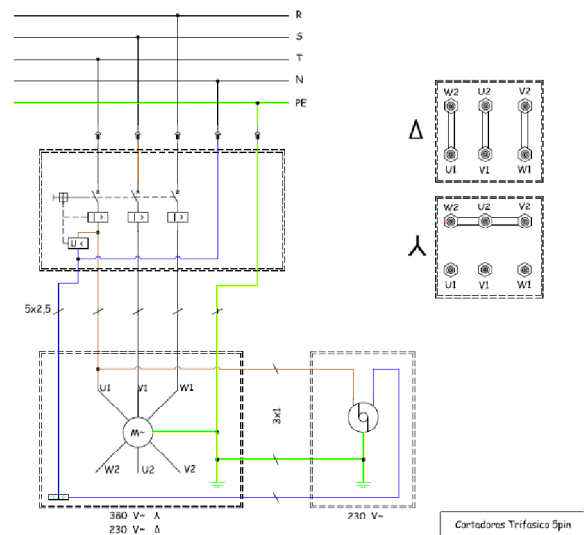 R
S
T
N
PE
W2 U2 V2
Δ
U1 V1 W1
W2 U2 V2
U1 V1 W1
I > I > I >
U <
5x2,5
U1 V1 W1
M~
W2 U2 V2
3x1
380 V~ 人
230 V~ Δ
230 V~
Cortadoras Trifasico 5pin